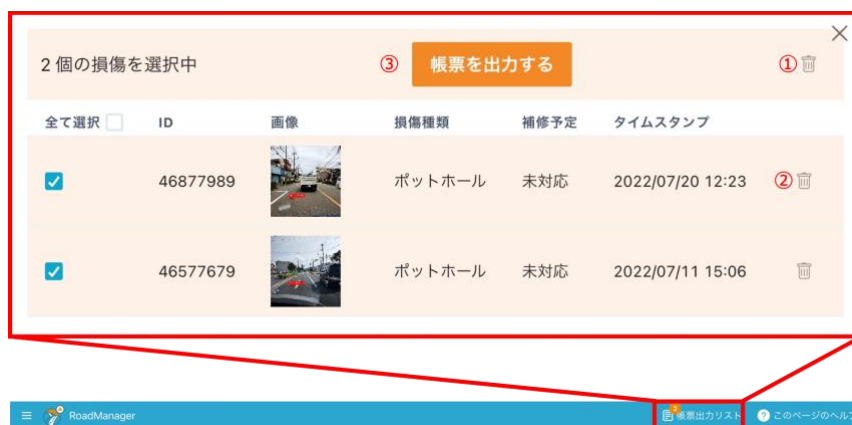 2 個の損傷を選択中
③ 帳票を出力する
①
全て選択 ID 画像 損傷種類 補修予定 タイムスタンプ
46877989 ポットホール 未対応 2022/07/20 12:23 ②
46577679 ポットホール 未対応 2022/07/11 15:06
RoadManager 2 帳票出力リスト ? このページのヘルプ